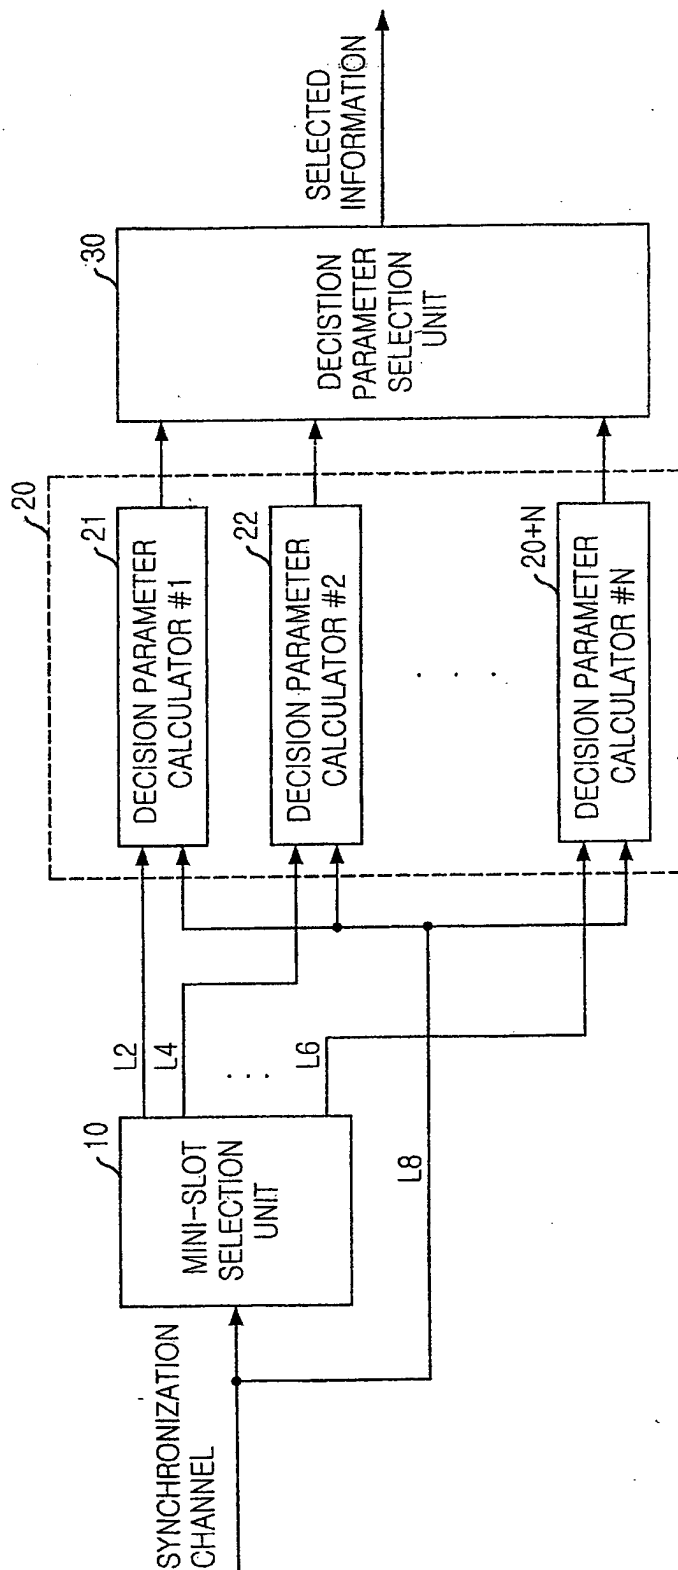 SYNCHRONIZATION
CHANNEL
10
MINI-SLOT
SELECTION
UNIT
L2
L4
. . .
L6
L8
20
21
DECISION PARAMETER
CALCULATOR #1
22
DECISION PARAMETER
CALCULATOR #2
. . .
20+N
DECISION PARAMETER
CALCULATOR #N
30
DECISTION
PARAMETER
SELECTION
UNIT
SELECTED
INFORMATION